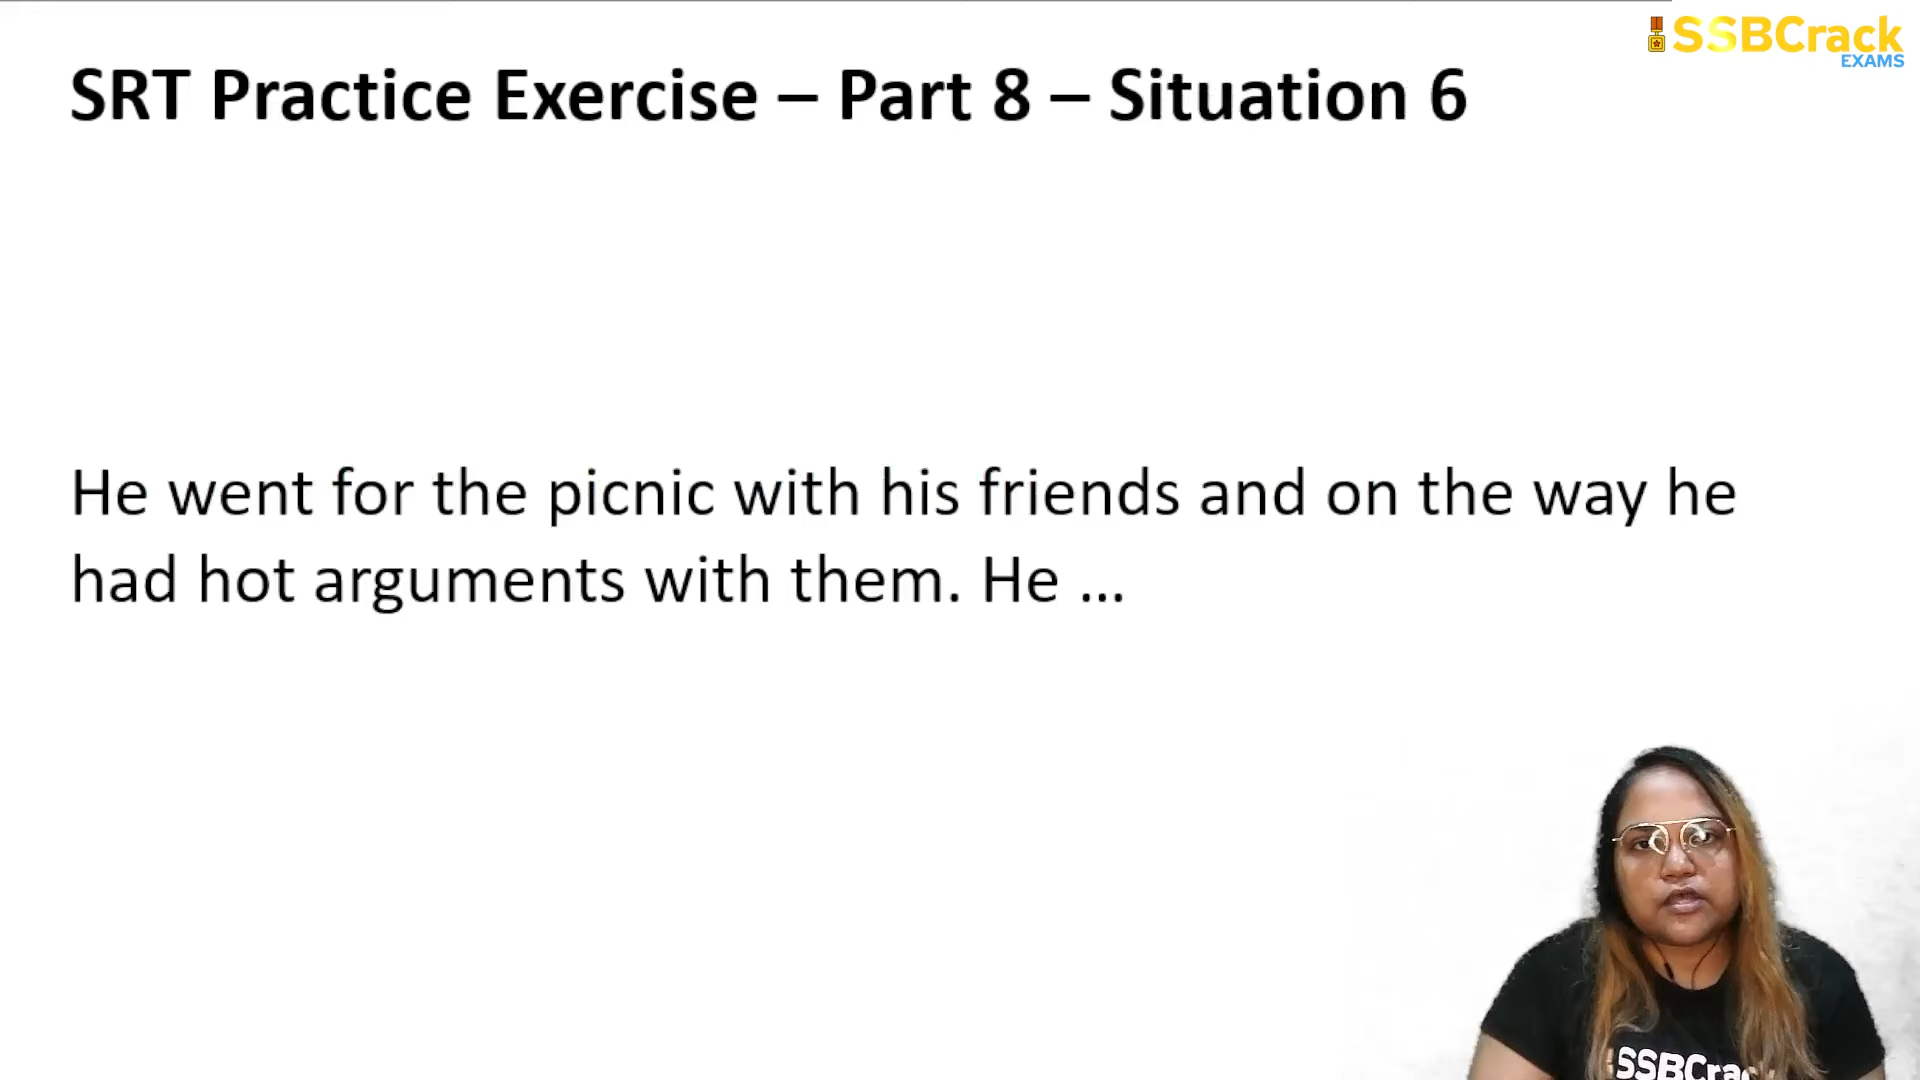 SSBCrack
EXAMS
SRT Practice Exercise – Part 8 – Situation 6
He went for the picnic with his friends and on the way he
had hot arguments with them. He ...